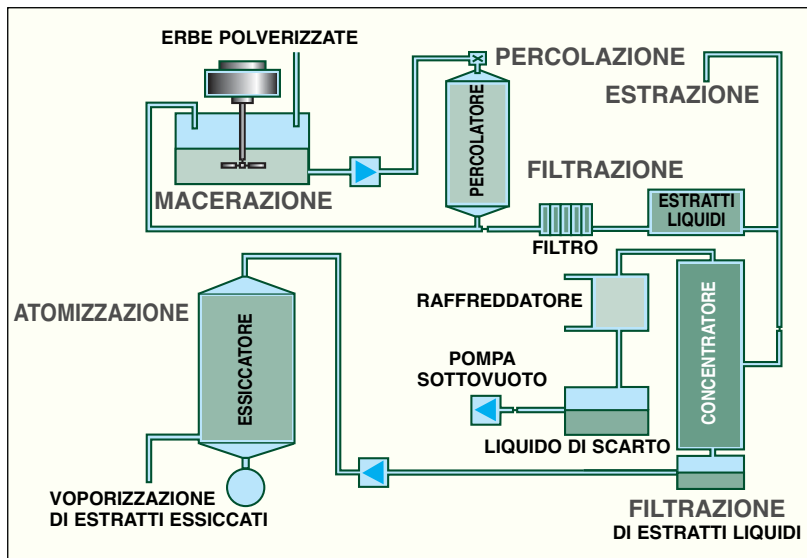 ERBE POLVERIZZATE
PERCOLAZIONE
ESTRAZIONE
PERCOLATORE
FILTRAZIONE
MACERAZIONE
ESTRATTI
LIQUIDI
FILTRO
ATOMIZZAZIONE
ESSICCATORE
RAFFREDDATORE
CONCENTRATORE
POMPA
SOTTOVUOTO
LIQUIDO DI SCARTO
VOPORIZZAZIONE
DI ESTRATTI ESSICCATI
FILTRAZIONE
DI ESTRATTI LIQUIDI